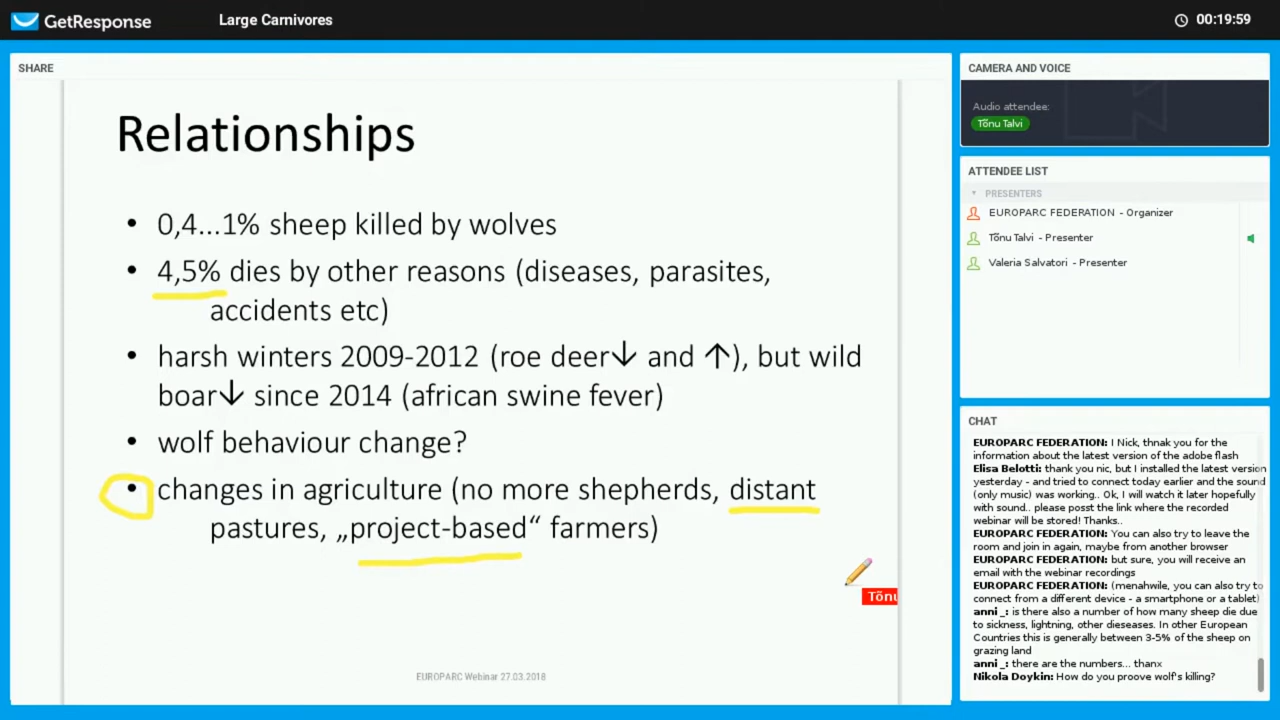 GetResponse
Large Carnivores
00:19:59
SHARE
Relationships
• 0,4...1% sheep killed by wolves
• 4,5% dies by other reasons (diseases, parasites,
accidents etc)
• harsh winters 2009-2012 (roe deer↓ and ↑), but wild
boar↓ since 2014 (african swine fever)
• wolf behaviour change?
• changes in agriculture (no more shepherds, distant
pastures, „project-based“ farmers)
Tõnu
EUROPARC Webinar 27.03.2018
CAMERA AND VOICE
Audio attendee:
Tõnu Talvi
ATTENDEE LIST
PRESENTERS
EUROPARC FEDERATION - Organizer
Tõnu Talvi - Presenter
Valeria Salvatori - Presenter
CHAT
EUROPARC FEDERATION: I Nick, thnak you for the
information about the latest version of the adobe flash
Elisa Belotti: thank you nic, but I installed the latest version
yesterday - and tried to connect today earlier and the sound
(only music) was working.. Ok, I will watch it later hopefully
with sound.. please posst the link where the recorded
webinar will be stored! Thanks..
EUROPARC FEDERATION: You can also try to leave the
room and join in again, maybe from another browser
EUROPARC FEDERATION: but sure, you will receive an
email with the webinar recordings
EUROPARC FEDERATION: (menahwile, you can also try to
connect from a different device - a smartphone or a tablet)
anni _: is there also a number of how many sheep die due
to sickness, lightning, other dieseases. In other European
Countries this is generally between 3-5% of the sheep on
grazing land
anni _: there are the numbers... thanx
Nikola Doykin: How do you proove wolf's killing?